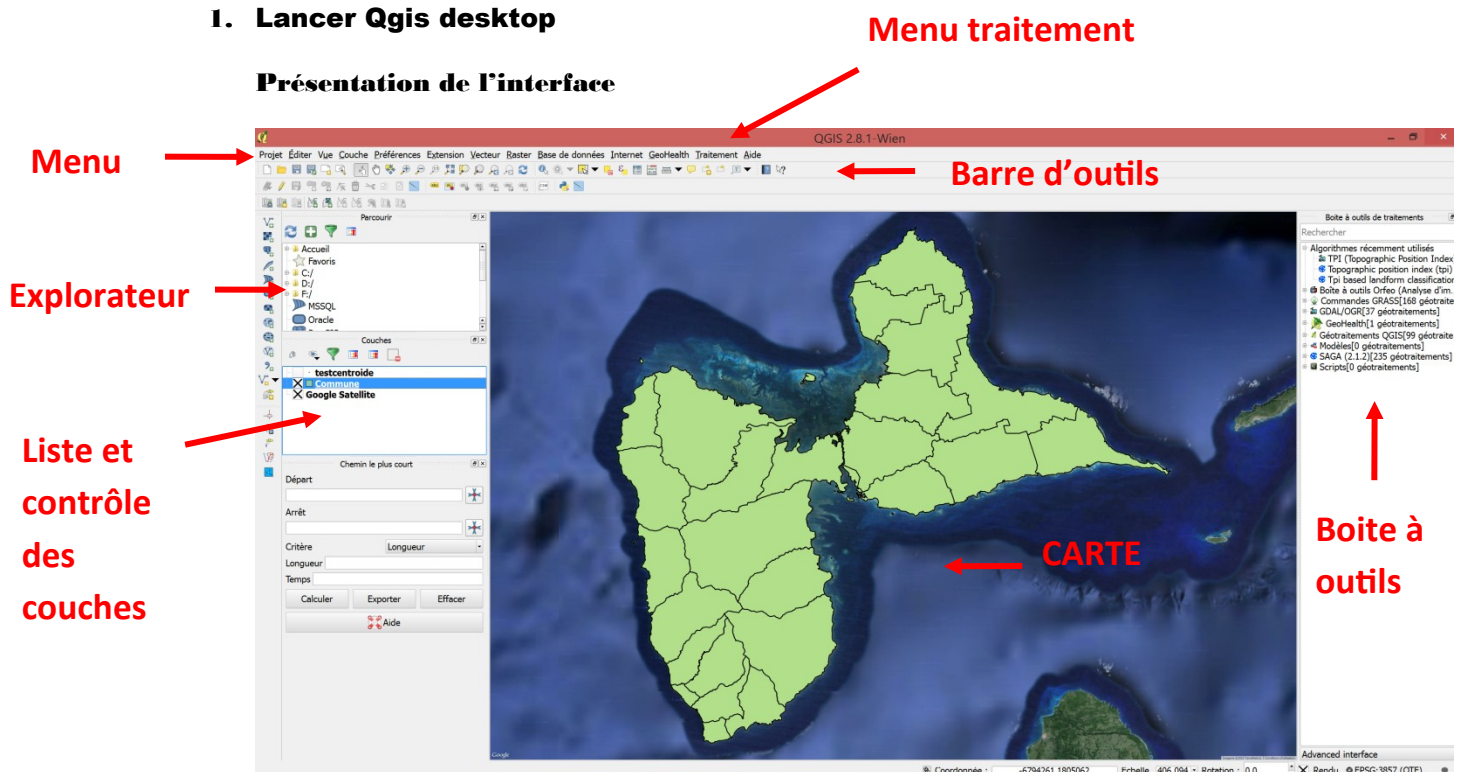 1. Lancer Qgis desktop
Menu traitement
Présentation de l'interface
QGIS 2.8.1-Wien
Menu
Projet Éditer Vue Couche Préférences Extension Vecteur Raster Base de données Internet GeoHealth Traitement Aide
Barre d'outils
Parcourir
Accueil
Favoris
C:/
D:/
F:/
MSSQL
Oracle
Explorateur
Couches
testcentroide
Commune
Google Satellite
Liste et
contrôle
des
couches
Chemin le plus court
Départ
Arrêt
Critère Longueur
Longueur
Temps
Calculer Exporter Effacer
Aide
CARTE
Google
Boite à outils de traitements
Rechercher
Algorithmes récemment utilisés
TPI (Topographic Position Index
Topographic position index (tpi)
Tpi based landform classification
Boîte à outils Orfeo (Analyse d'im.
Commandes GRASS[168 géotraite
GDAL/OGR[37 géotraitements]
GeoHealth[1 géotraitements]
Géotraitements QGIS[99 géotraite
Modèles[0 géotraitements]
SAGA (2.1.2)[235 géotraitements]
Scripts[0 géotraitements]
Boite à
outils
Advanced interface
Coordonnée : -6794261,1805062 Echelle 406 094 Rotation : 0,0 Rendu EPSG:3857 (OTF)